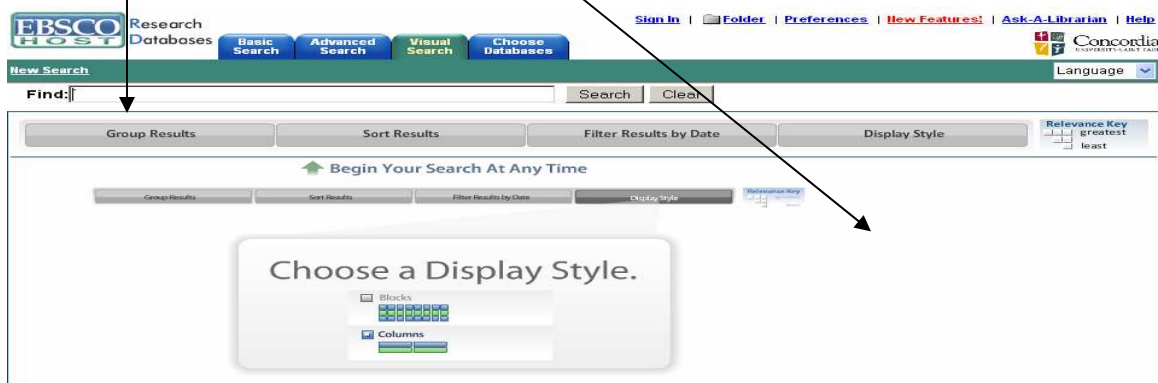 EBSCO HOST Research Databases
Sign In | Folder | Preferences | New Features! | Ask-A-Librarian | Help
Basic Search
Advanced Search
Visual Search
Choose Databases
Concordia
New Search
Language
Find:
Search
Clear
Group Results
Sort Results
Filter Results by Date
Display Style
Relevance Key
greatest
least
Begin Your Search At Any Time
Group Results
Sort Results
Filter Results by Date
Display Style
Relevance Key
Choose a Display Style.
Blocks
Columns